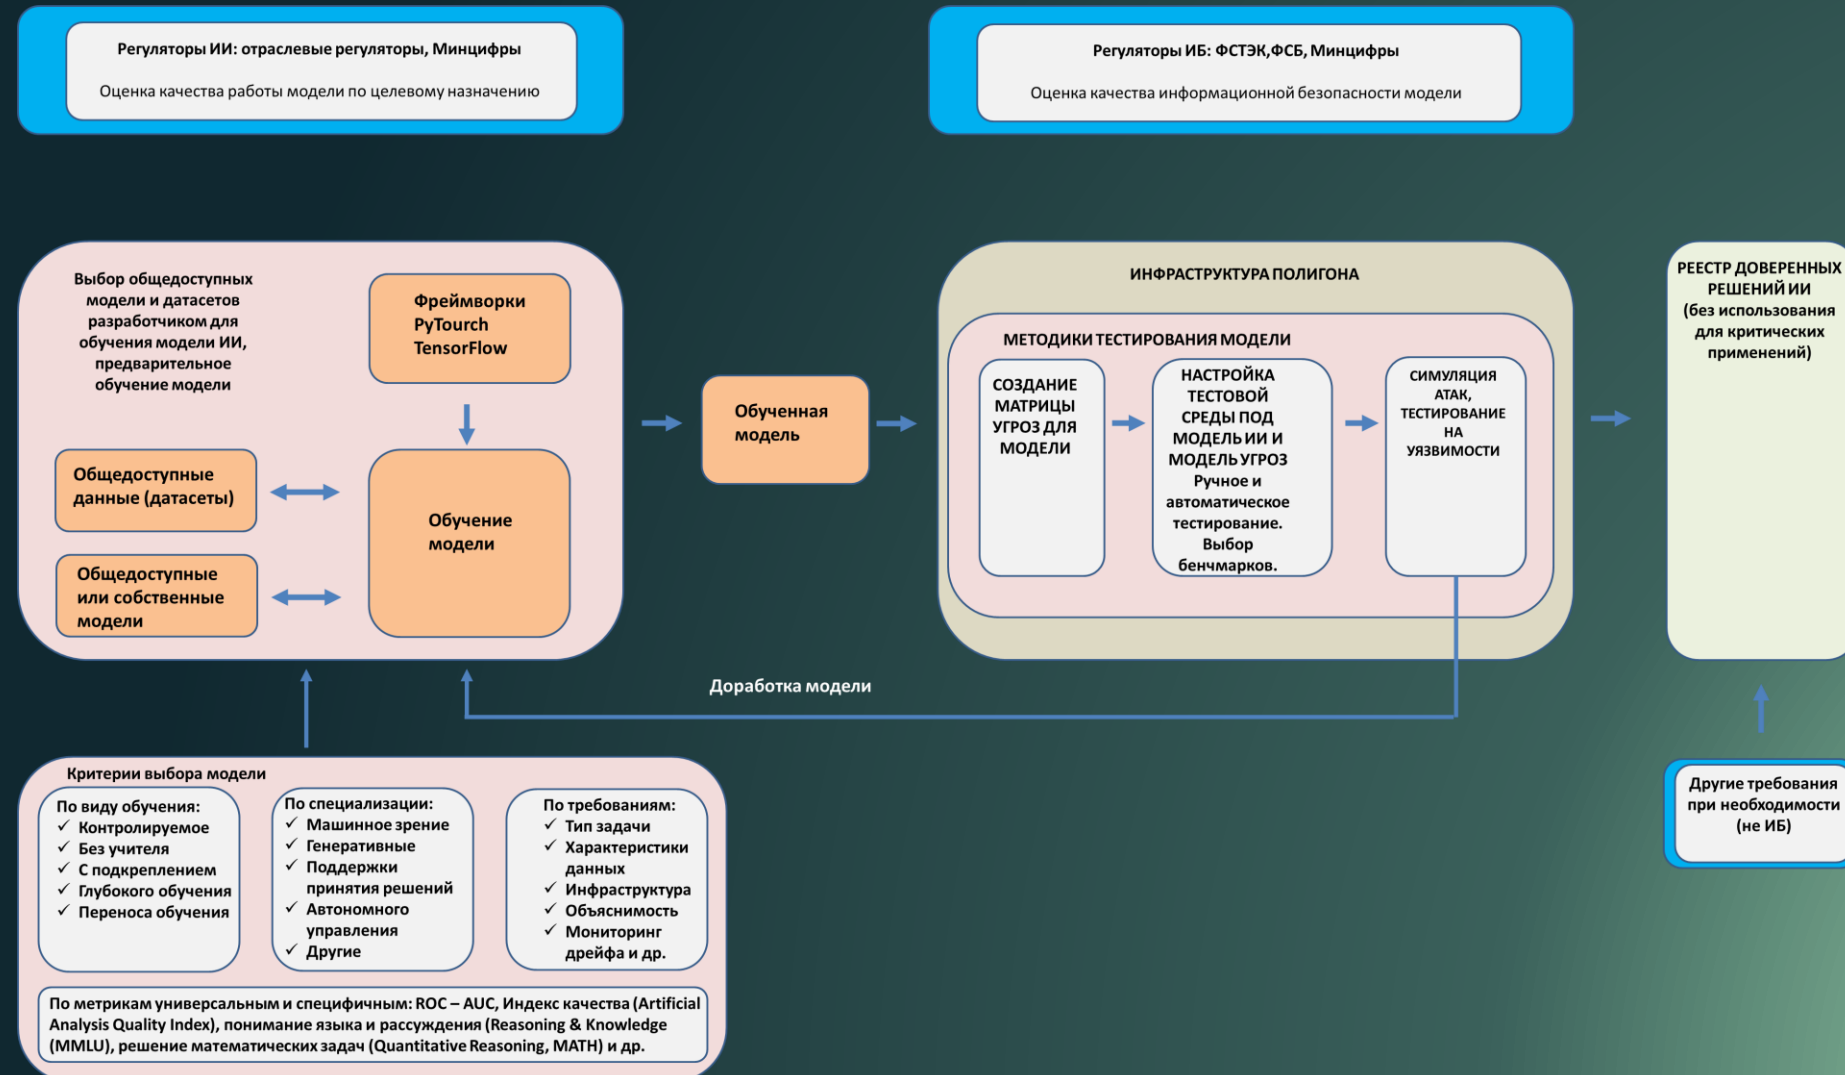 Регуляторы ИИ: отраслевые регуляторы, Минцифры
Оценка качества работы модели по целевому назначению
Регуляторы ИБ: ФСТЭК,ФСБ, Минцифры
Оценка качества информационной безопасности модели
Выбор общедоступных
модели и датасетов
разработчиком для
обучения модели ИИ,
предварительное
обучение модели
Фреймворки
PyTourch
TensorFlow
Общедоступные
данные (датасеты)
Обучение
модели
Общедоступные
или собственные
модели
Обученная
модель
ИНФРАСТРУКТУРА ПОЛИГОНА
МЕТОДИКИ ТЕСТИРОВАНИЯ МОДЕЛИ
СОЗДАНИЕ
МАТРИЦЫ
УГРОЗ ДЛЯ
МОДЕЛИ
НАСТРОЙКА
ТЕСТОВОЙ
СРЕДЫ ПОД
МОДЕЛЬ ИИ И
МОДЕЛЬ УГРОЗ
Ручное и
автоматическое
тестирование.
Выбор
бенчмарков.
СИМУЛЯЦИЯ
АТАК,
ТЕСТИРОВАНИЕ
НА
УЯЗВИМОСТИ
РЕЕСТР ДОВЕРЕННЫХ
РЕШЕНИЙ ИИ
(без использования
для критических
применений)
Доработка модели
Другие требования
при необходимости
(не ИБ)
Критерии выбора модели
По виду обучения:
✓ Контролируемое
✓ Без учителя
✓ С подкреплением
✓ Глубокого обучения
✓ Переноса обучения
По специализации:
✓ Машинное зрение
✓ Генеративные
✓ Поддержки
принятия решений
✓ Автономного
управления
✓ Другие
По требованиям:
✓ Тип задачи
✓ Характеристики
данных
✓ Инфраструктура
✓ Объяснимость
✓ Мониторинг
дрейфа и др.
По метрикам универсальным и специфичным: ROC – AUC, Индекс качества (Artificial
Analysis Quality Index), понимание языка и рассуждения (Reasoning & Knowledge
(MMLU), решение математических задач (Quantitative Reasoning, MATH) и др.